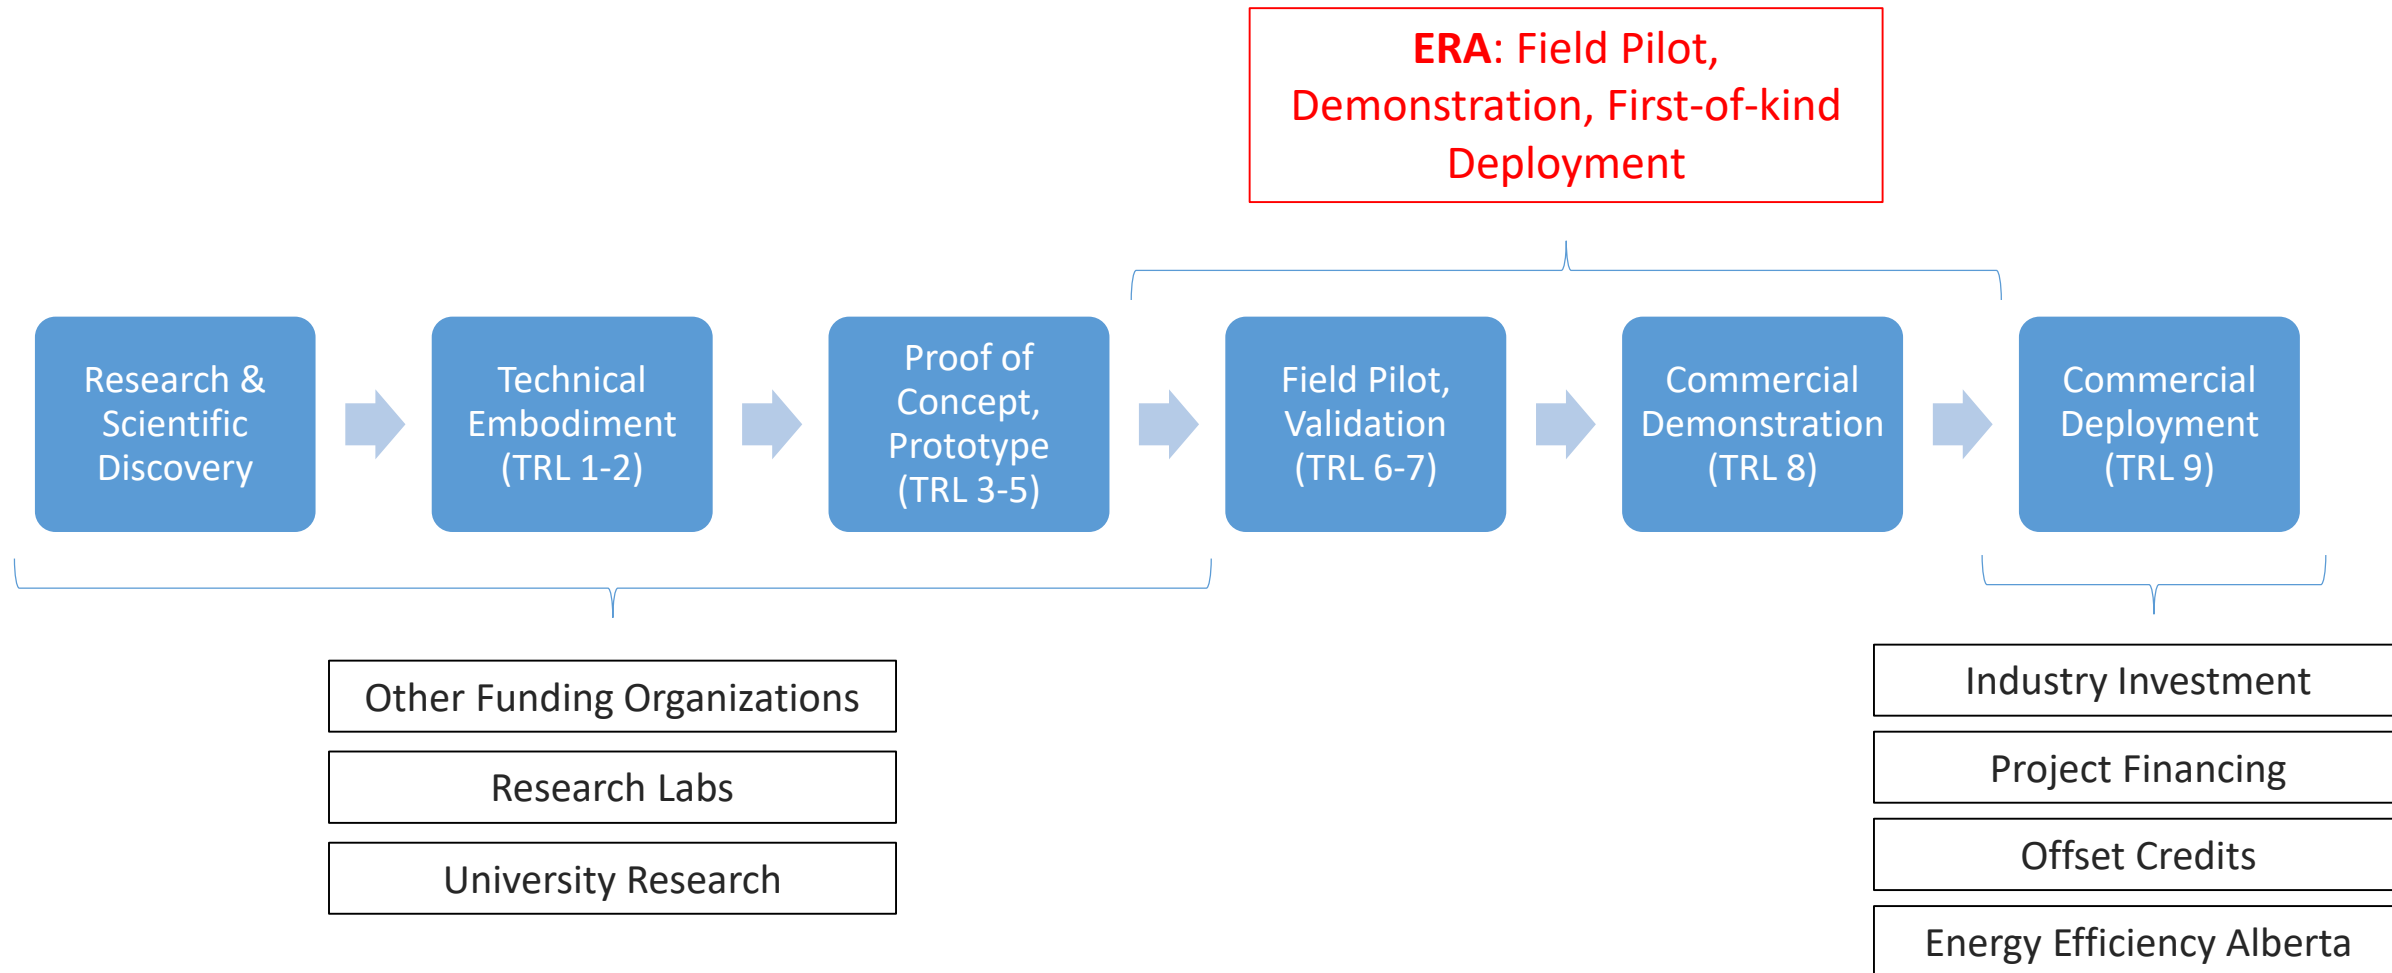 ERA: Field Pilot,
Demonstration, First-of-kind
Deployment
Research &
Scientific
Discovery
Technical
Embodiment
(TRL 1-2)
Proof of
Concept,
Prototype
(TRL 3-5)
Field Pilot,
Validation
(TRL 6-7)
Commercial
Demonstration
(TRL 8)
Commercial
Deployment
(TRL 9)
Other Funding Organizations
Research Labs
University Research
Industry Investment
Project Financing
Offset Credits
Energy Efficiency Alberta